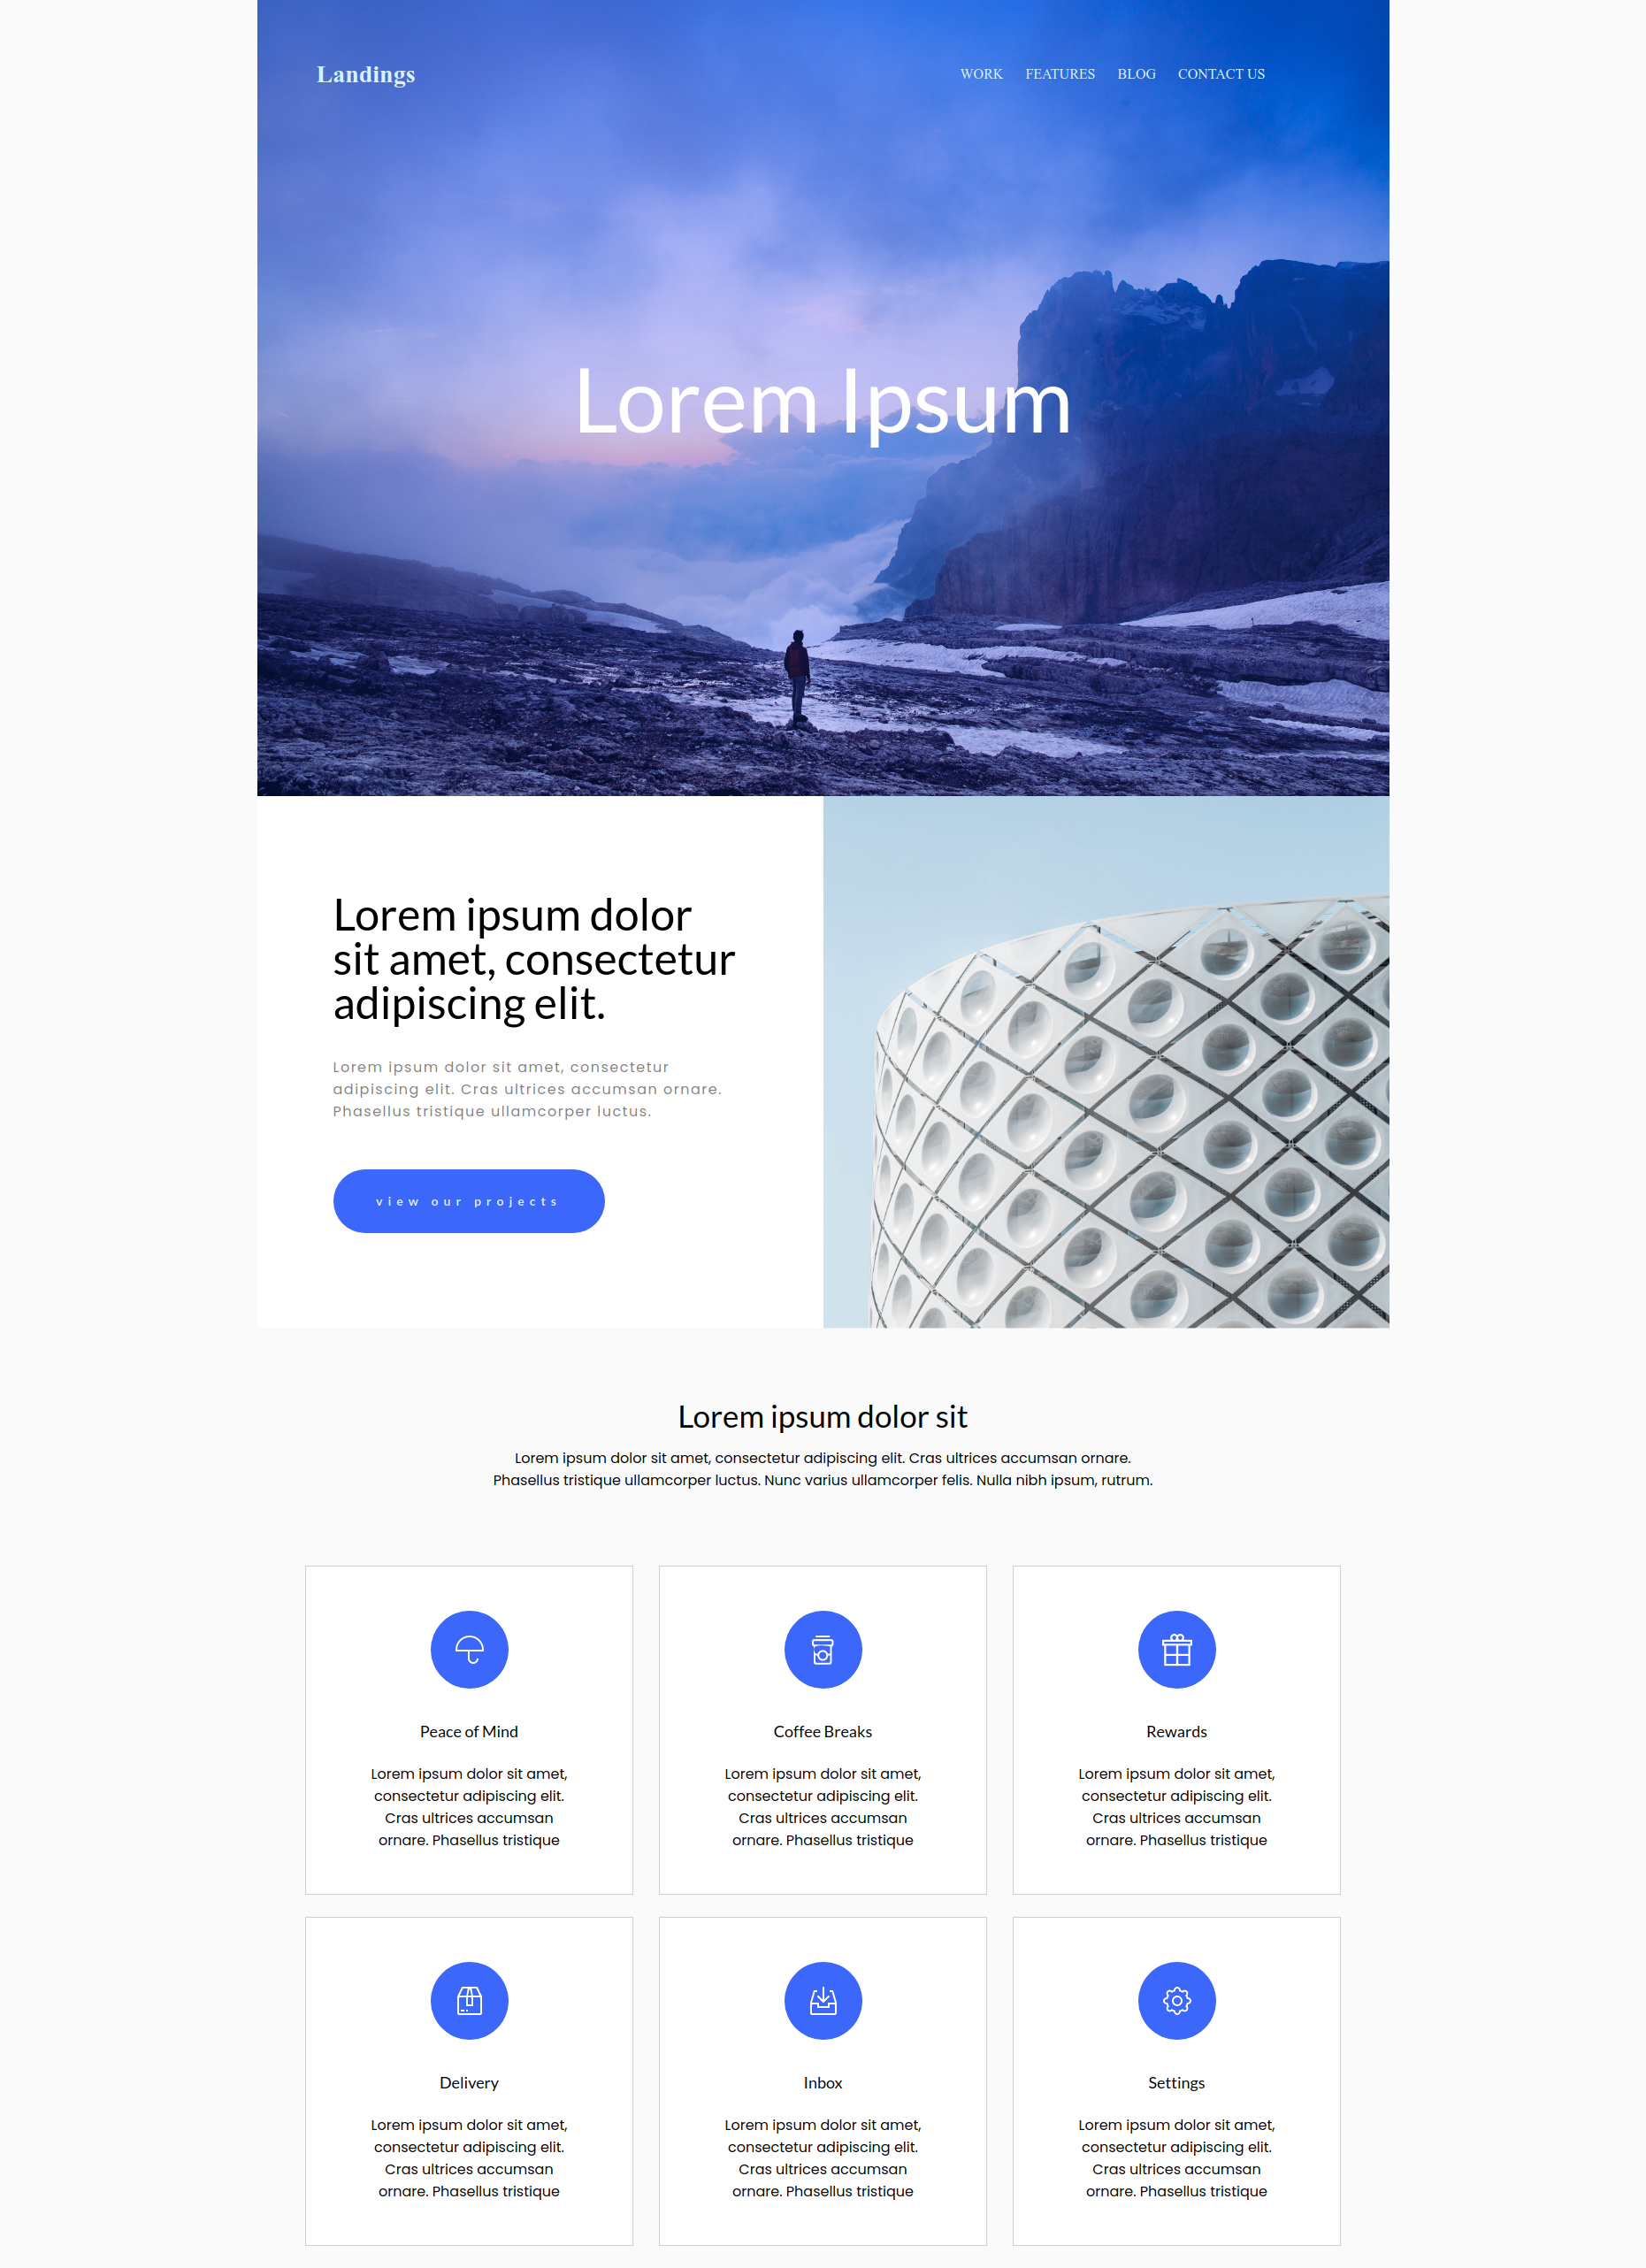 Landings
WORK FEATURES BLOG CONTACT US
Lorem Ipsum
Lorem ipsum dolor
sit amet, consectetur
adipiscing elit.
Lorem ipsum dolor sit amet, consectetur
adipiscing elit. Cras ultrices accumsan ornare.
Phasellus tristique ullamcorper luctus.
view our projects
Lorem ipsum dolor sit
Lorem ipsum dolor sit amet, consectetur adipiscing elit. Cras ultrices accumsan ornare.
Phasellus tristique ullamcorper luctus. Nunc varius ullamcorper felis. Nulla nibh ipsum, rutrum.
Peace of Mind
Lorem ipsum dolor sit amet,
consectetur adipiscing elit.
Cras ultrices accumsan
ornare. Phasellus tristique
Coffee Breaks
Lorem ipsum dolor sit amet,
consectetur adipiscing elit.
Cras ultrices accumsan
ornare. Phasellus tristique
Rewards
Lorem ipsum dolor sit amet,
consectetur adipiscing elit.
Cras ultrices accumsan
ornare. Phasellus tristique
Delivery
Lorem ipsum dolor sit amet,
consectetur adipiscing elit.
Cras ultrices accumsan
ornare. Phasellus tristique
Inbox
Lorem ipsum dolor sit amet,
consectetur adipiscing elit.
Cras ultrices accumsan
ornare. Phasellus tristique
Settings
Lorem ipsum dolor sit amet,
consectetur adipiscing elit.
Cras ultrices accumsan
ornare. Phasellus tristique